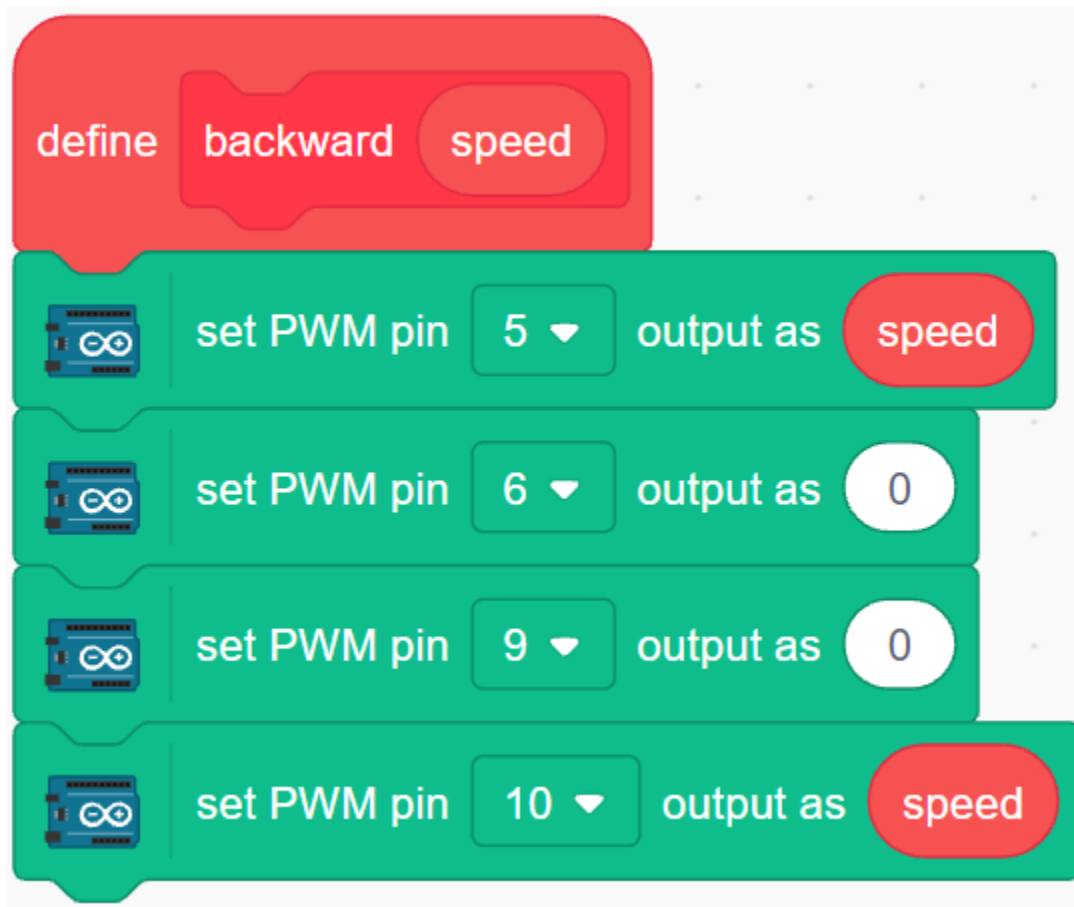 define backward speed
set PWM pin 5 output as speed
set PWM pin 6 output as 0
set PWM pin 9 output as 0
set PWM pin 10 output as speed